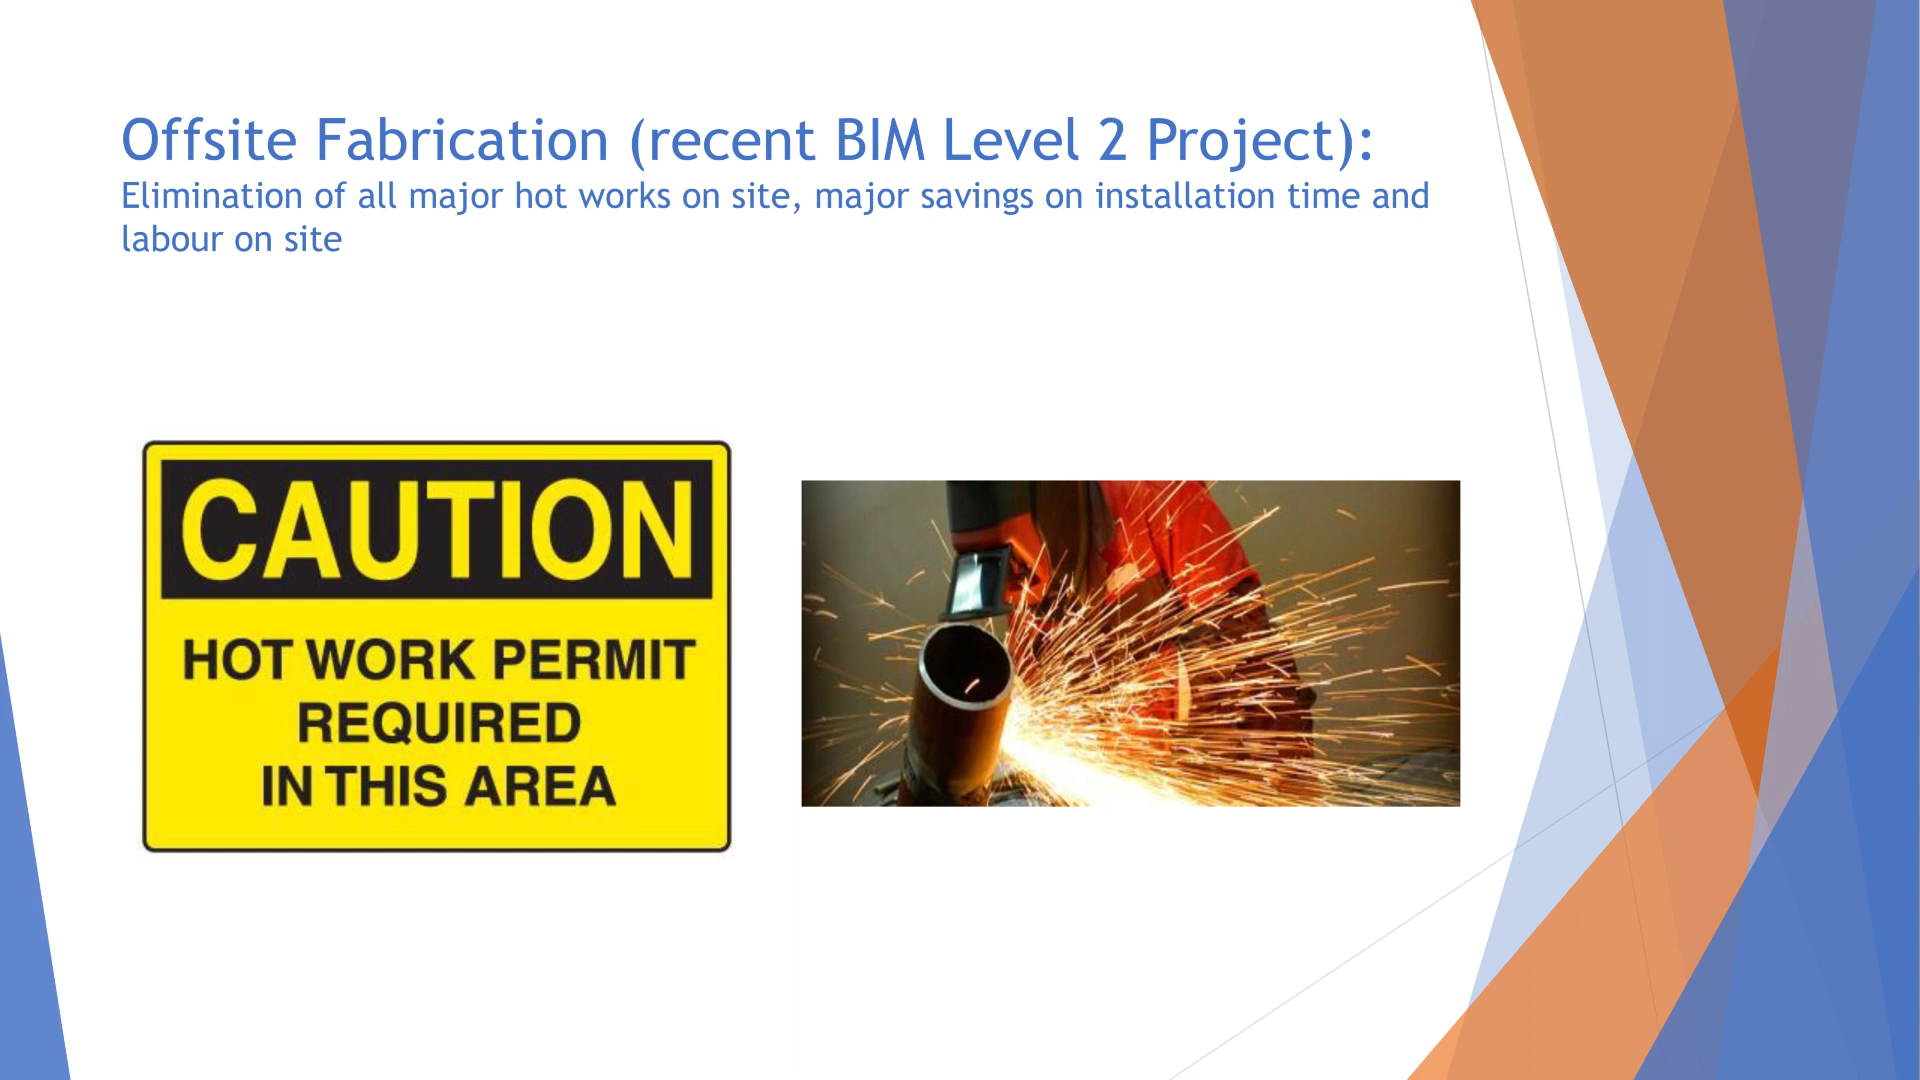 Offsite Fabrication (recent BIM Level 2 Project):
Elimination of all major hot works on site, major savings on installation time and
labour on site
CAUTION
HOT WORK PERMIT
REQUIRED
IN THIS AREA